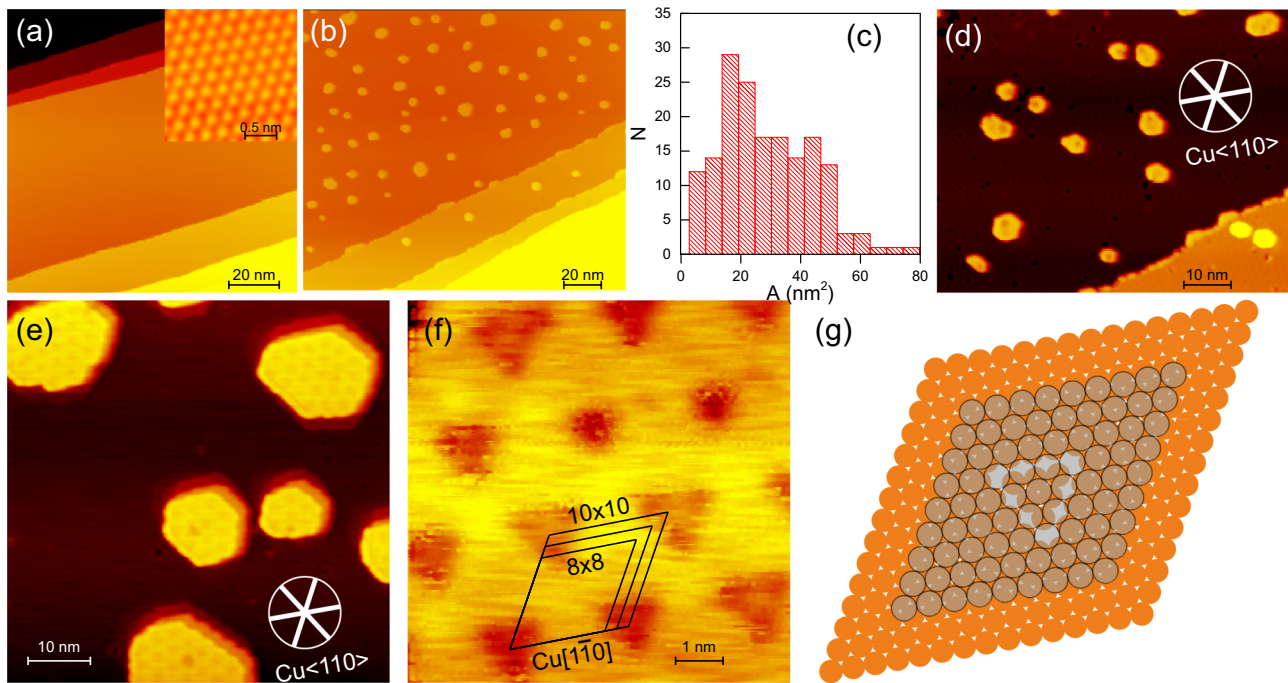 (a)
0.5 nm
20 nm
(b)
20 nm
(c)
N
35
30
25
20
15
10
5
0
0 20 40 60 80
A (nm²)
(d)
Cu<110>
10 nm
(e)
10 nm
Cu<110>
(f)
10x10
8x8
Cu[11̅0]
1 nm
(g)